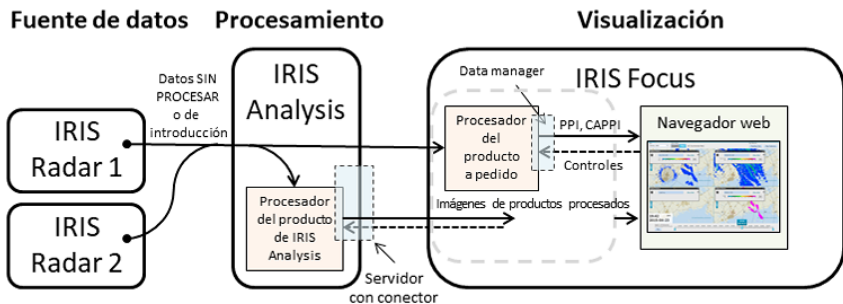 Fuente de datos
Procesamiento
Visualización
Datos SIN
PROCESAR
o de
introducción
IRIS
Radar 1
IRIS
Radar 2
IRIS
Analysis
Procesador
del producto
de IRIS
Analysis
Servidor
con conector
Data manager
IRIS Focus
Procesador
del
producto
a pedido
PPI, CAPPI
Controles
Imágenes de productos procesados
Navegador web